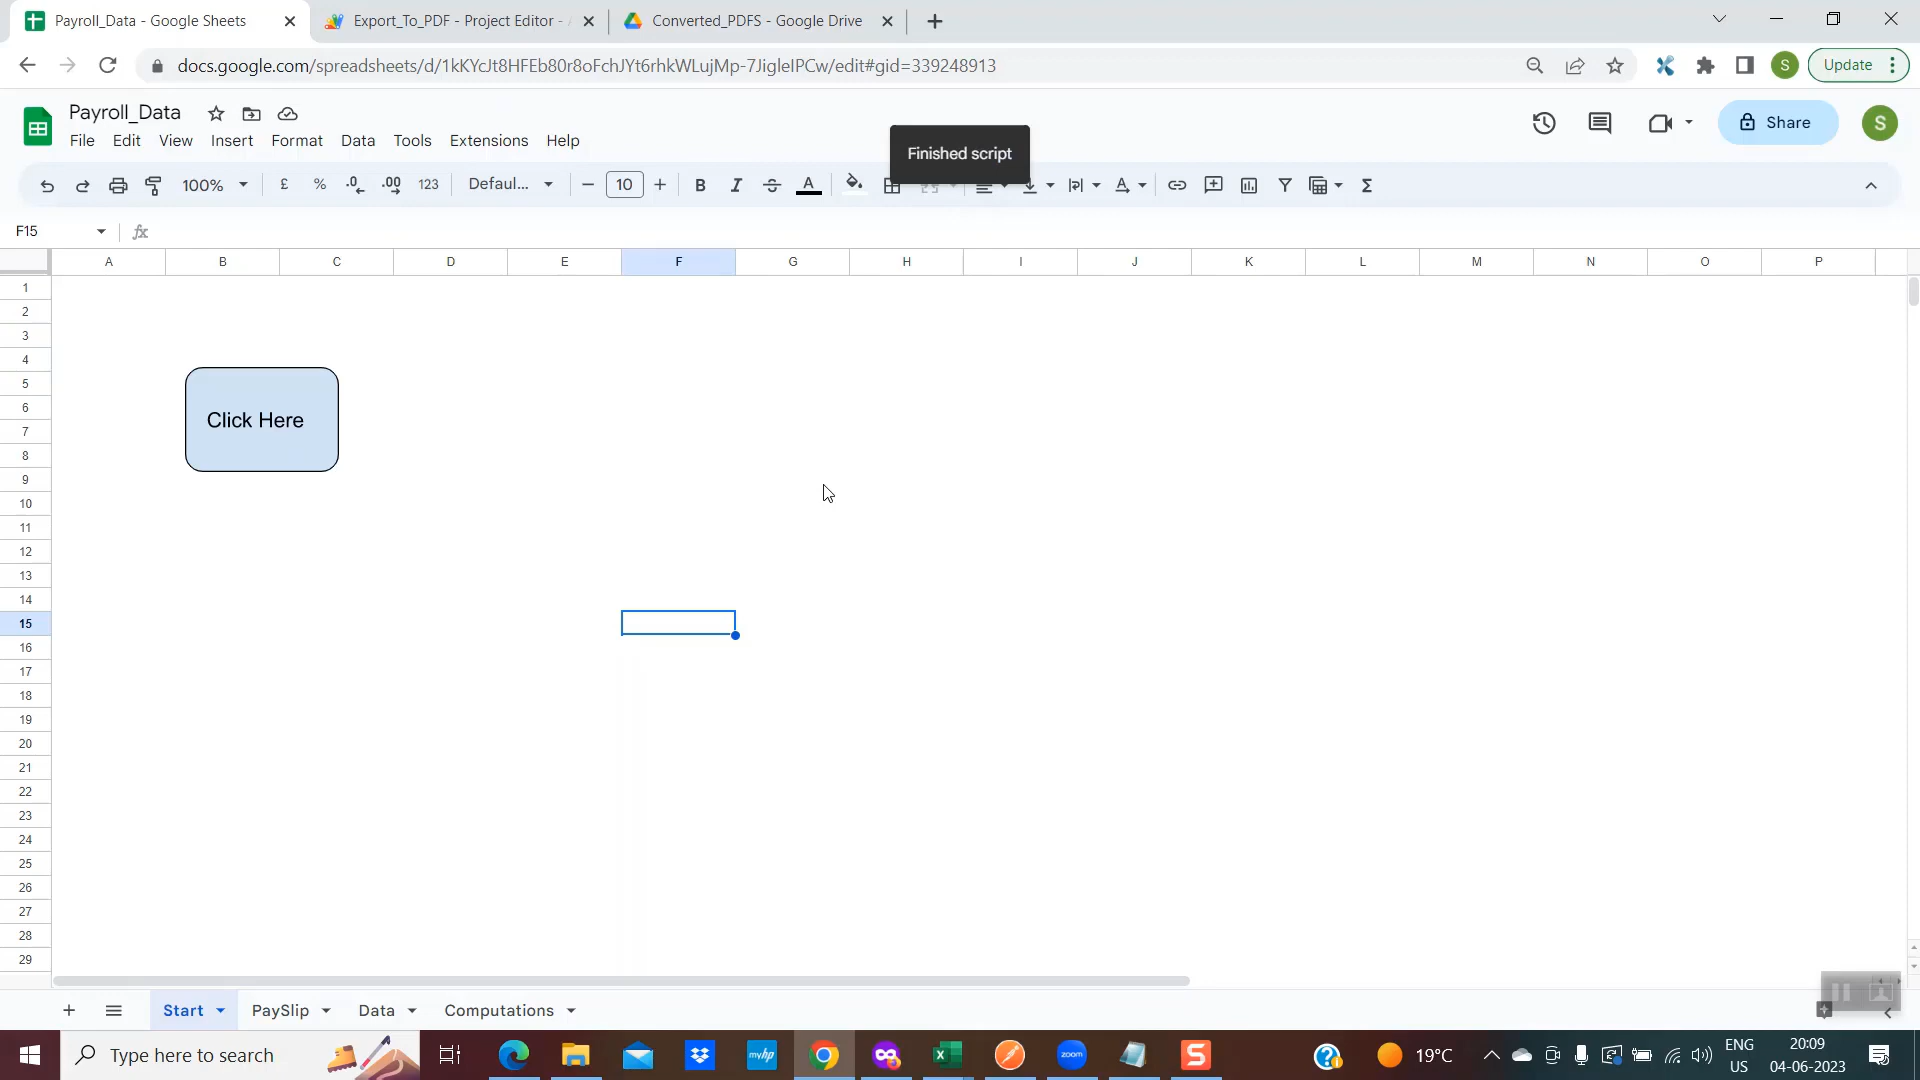 Payroll_Data - Google Sheets
Export_To_PDF - Project Editor -
Converted_PDFS - Google Drive
docs.google.com/spreadsheets/d/1kKYcJt8HFEb80r8oFchJYt6rhkWLujMp-7JigleIPCw/edit#gid=339248913
S
Update
Payroll_Data
File Edit View Insert Format Data Tools Extensions Help
Finished script
Share
S
100%
£ % .0 .00 123
Defaul...
10
B I A
F15
fx
A B C D E F G H I J K L M N O P
1
2
3
4
5
6
7
8
9
10
11
12
13
14
15
16
17
18
19
20
21
22
23
24
25
26
27
28
29
Click Here
Start
PaySlip
Data
Computations
Type here to search
myhp
zoom
19°C
ENG
US
20:09
04-06-2023